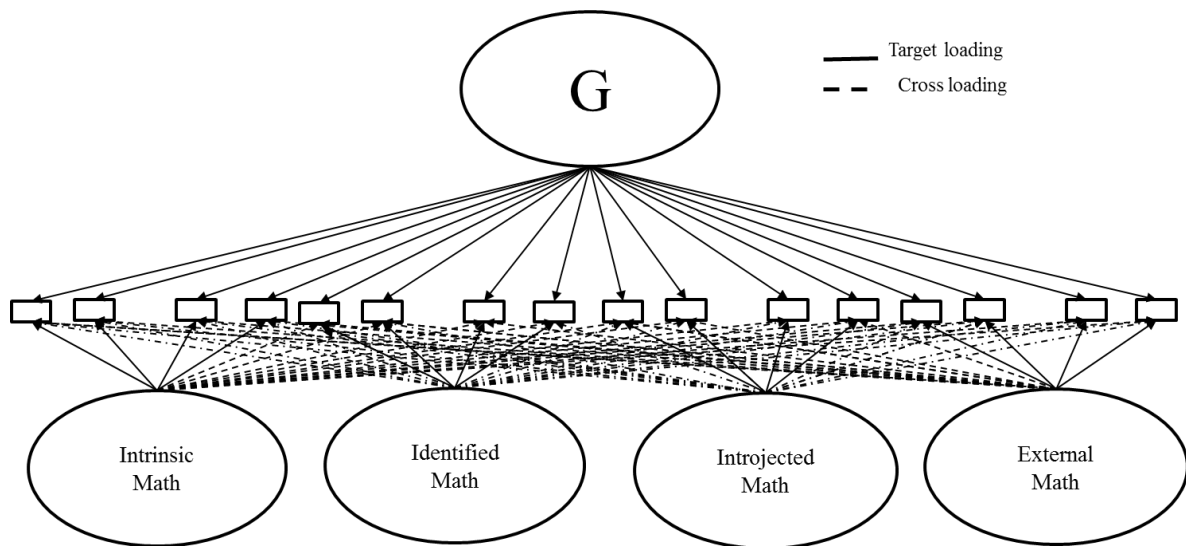 G
Target loading
Cross loading
Intrinsic
Math
Identified
Math
Introjected
Math
External
Math